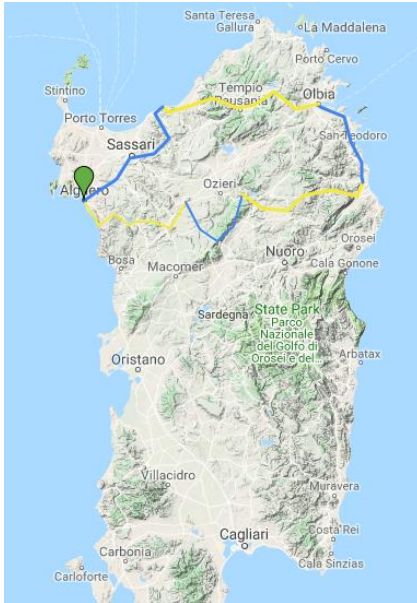 Santa Teresa
Gallura
La Maddalena
Porto Cervo
Stintino
Tempio
Pausania
Olbia
Porto Torres
San Teodoro
Sassari
Alghero
Ozieri
Orosei
Bosa
Nuoro
Macomer
Cala Gonone
Sardegna
State Park
Parco
Nazionale
del Golfo di
Orosei e del...
Arbatax
Oristano
Villacidro
Muravera
Costa Rei
Cagliari
Carbonia
Cala Sinzias
Carloforte